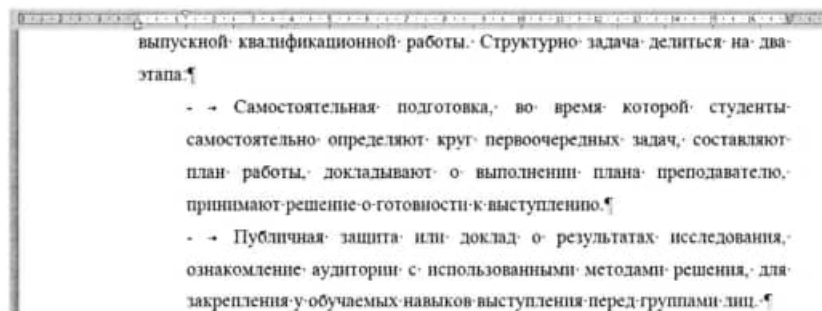 выпускной квалификационной работы. Структурно задача делиться на два
этапа:¶
- → Самостоятельная подготовка, во время которой студенты
самостоятельно определяют круг первоочередных задач, составляют
план работы, докладывают о выполнении плана преподавателю,
принимают решение о готовности к выступлению.¶
- → Публичная защита или доклад о результатах исследования,
ознакомление аудитории с использованными методами решения, для
закрепления у обучаемых навыков выступления перед группами лиц. ¶